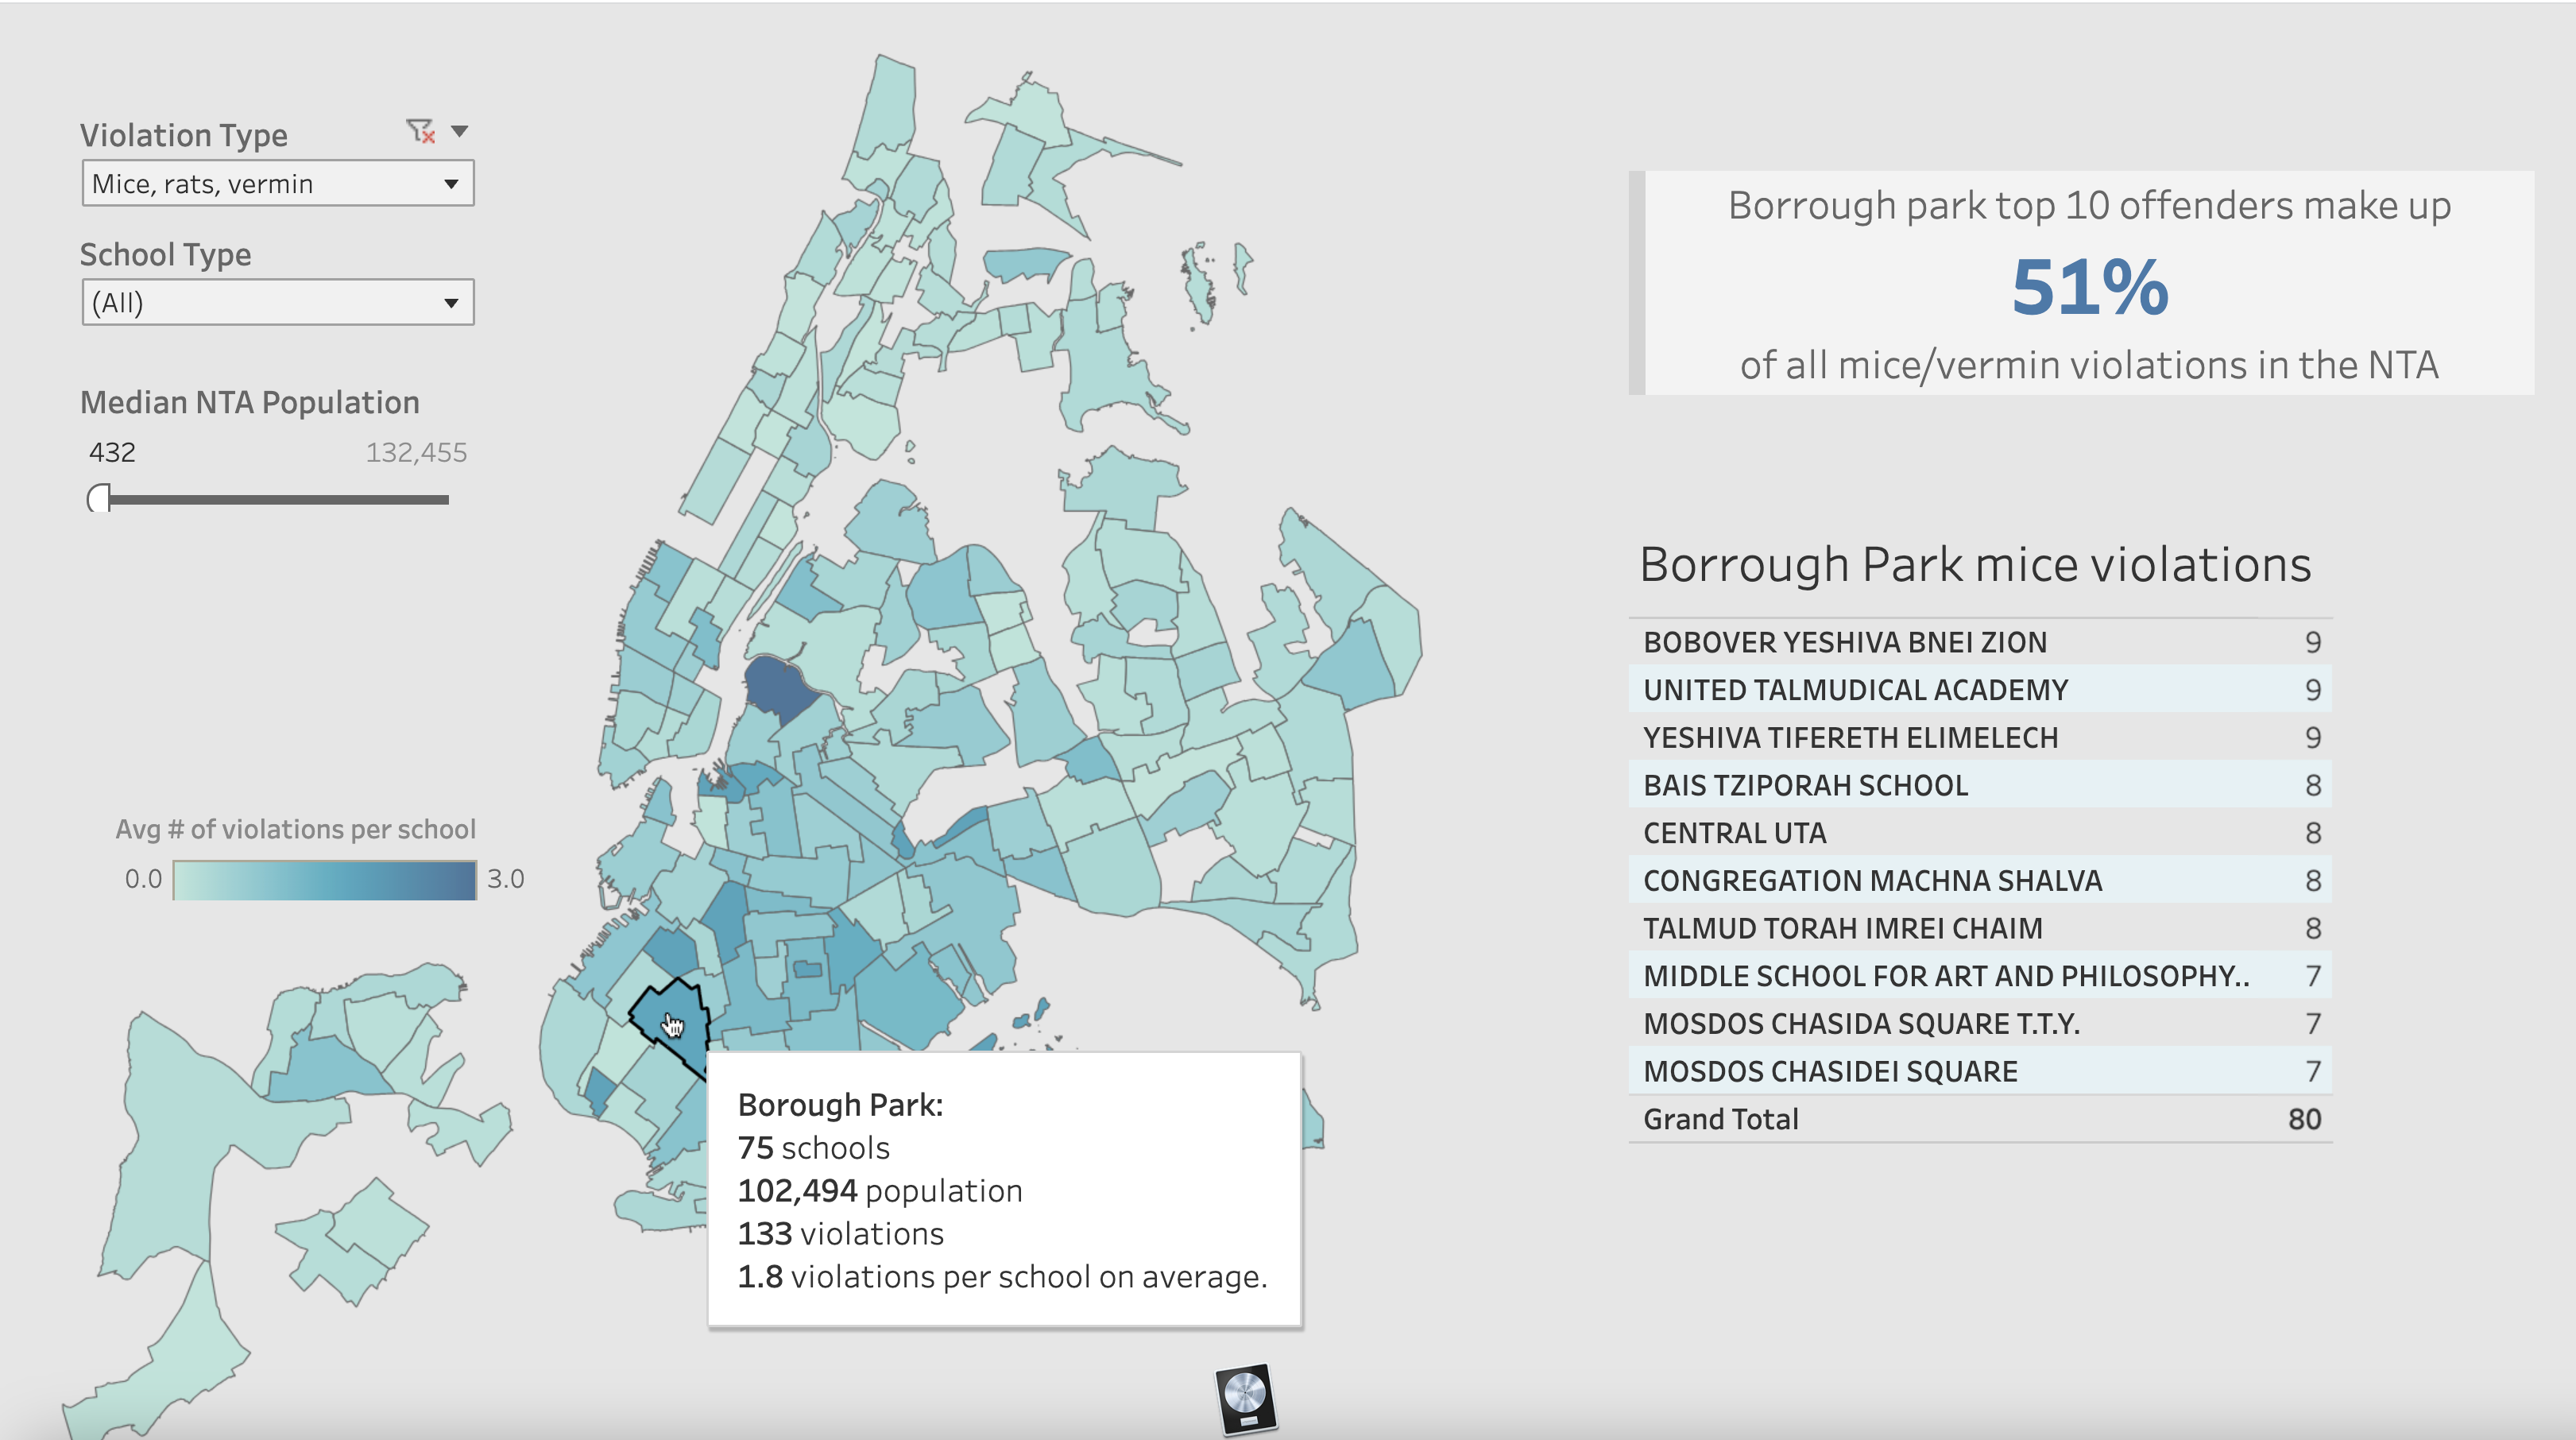 Violation Type
Mice, rats, vermin
School Type
(All)
Median NTA Population
432 132,455
Avg # of violations per school
0.0 3.0
Borough Park:
75 schools
102,494 population
133 violations
1.8 violations per school on average.
Borrough park top 10 offenders make up
51%
of all mice/vermin violations in the NTA
Borrough Park mice violations
BOBOVER YESHIVA BNEI ZION 9
UNITED TALMUDICAL ACADEMY 9
YESHIVA TIFERETH ELIMELECH 9
BAIS TZIPORAH SCHOOL 8
CENTRAL UTA 8
CONGREGATION MACHNA SHALVA 8
TALMUD TORAH IMREI CHAIM 8
MIDDLE SCHOOL FOR ART AND PHILOSOPHY.. 7
MOSDOS CHASIDA SQUARE T.T.Y. 7
MOSDOS CHASIDEI SQUARE 7
Grand Total 80